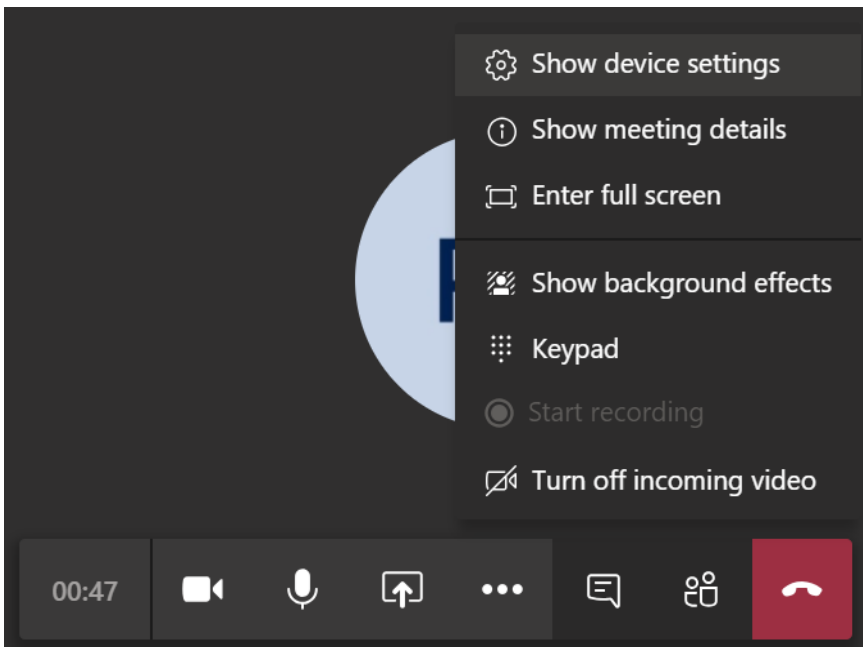 Show device settings
Show meeting details
Enter full screen
Show background effects
Keypad
Start recording
Turn off incoming video
00:47